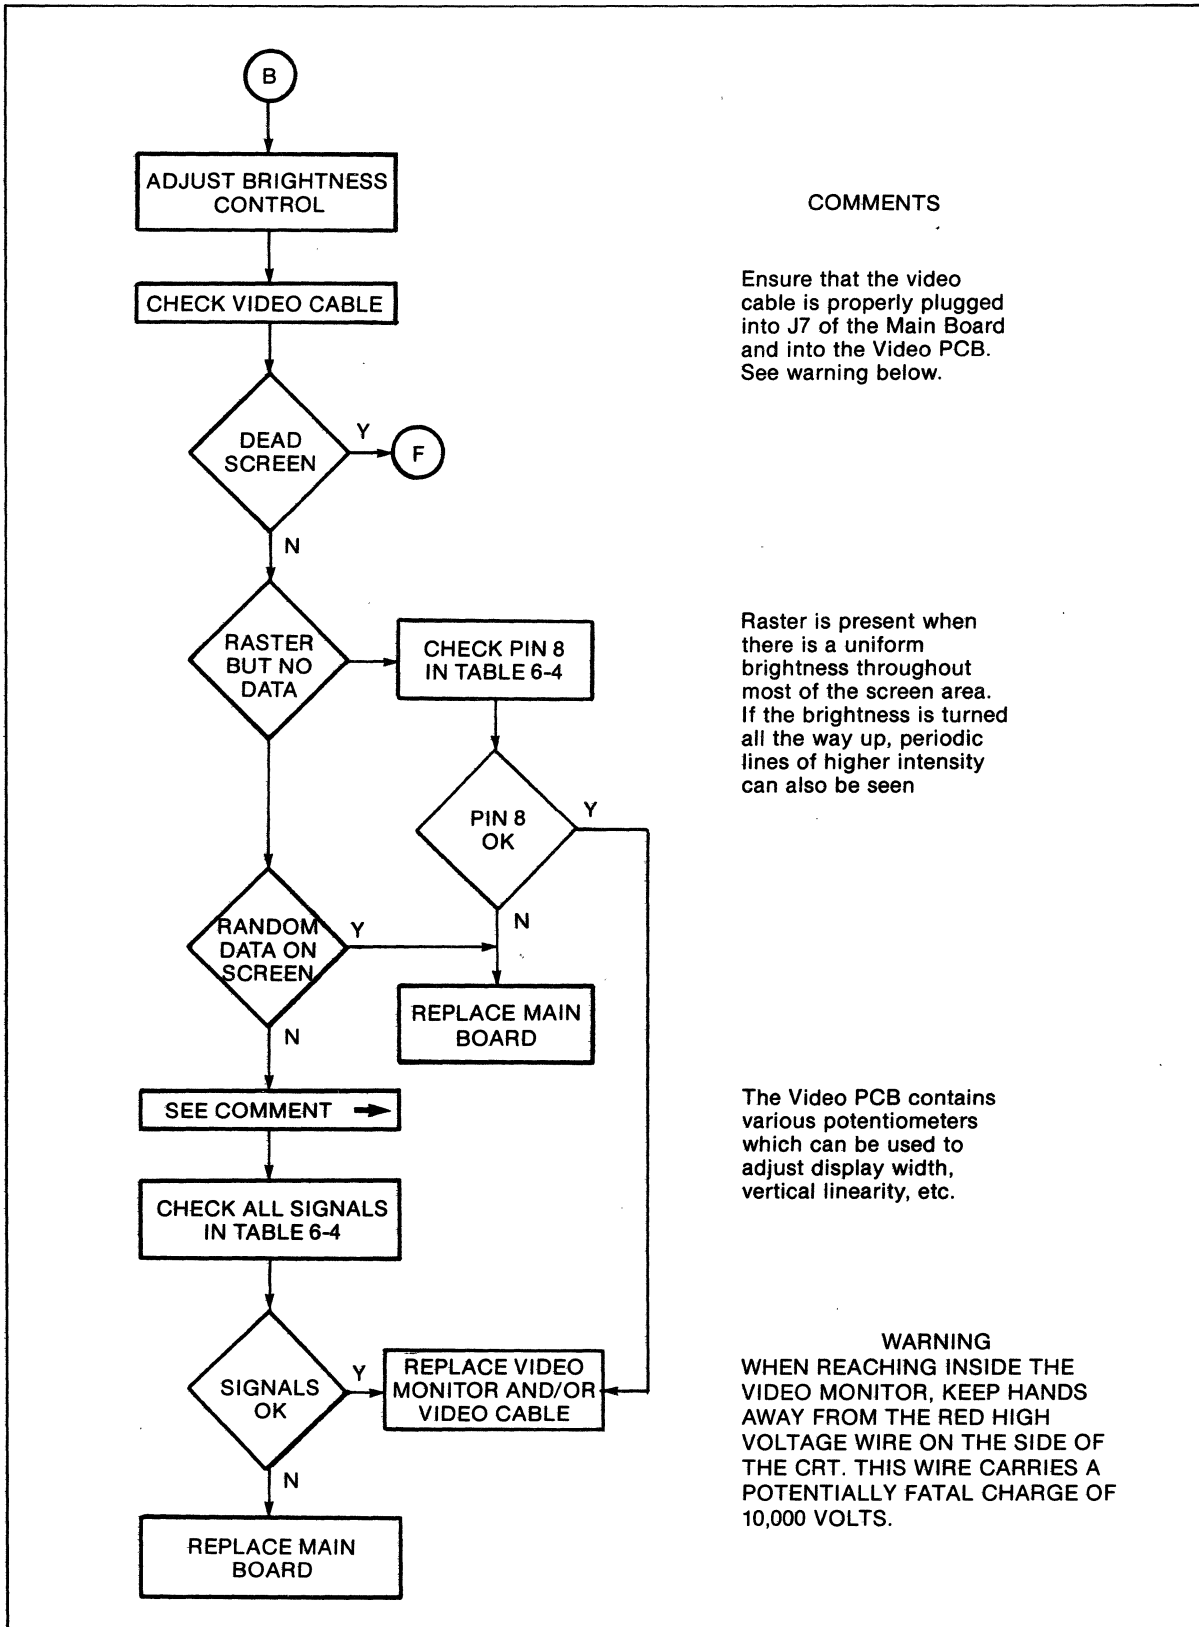 B
ADJUST BRIGHTNESS
CONTROL
COMMENTS
CHECK VIDEO CABLE
Ensure that the video
cable is properly plugged
into J7 of the Main Board
and into the Video PCB.
See warning below.
DEAD
SCREEN
Y
F
N
RASTER
BUT NO
DATA
CHECK PIN 8
IN TABLE 6-4
Raster is present when
there is a uniform
brightness throughout
most of the screen area.
If the brightness is turned
all the way up, periodic
lines of higher intensity
can also be seen
PIN 8
OK
Y
N
RANDOM
DATA ON
SCREEN
Y
N
REPLACE MAIN
BOARD
SEE COMMENT
The Video PCB contains
various potentiometers
which can be used to
adjust display width,
vertical linearity, etc.
CHECK ALL SIGNALS
IN TABLE 6-4
SIGNALS
OK
Y
N
REPLACE VIDEO
MONITOR AND/OR
VIDEO CABLE
WARNING
WHEN REACHING INSIDE THE
VIDEO MONITOR, KEEP HANDS
AWAY FROM THE RED HIGH
VOLTAGE WIRE ON THE SIDE OF
THE CRT. THIS WIRE CARRIES A
POTENTIALLY FATAL CHARGE OF
10,000 VOLTS.
REPLACE MAIN
BOARD